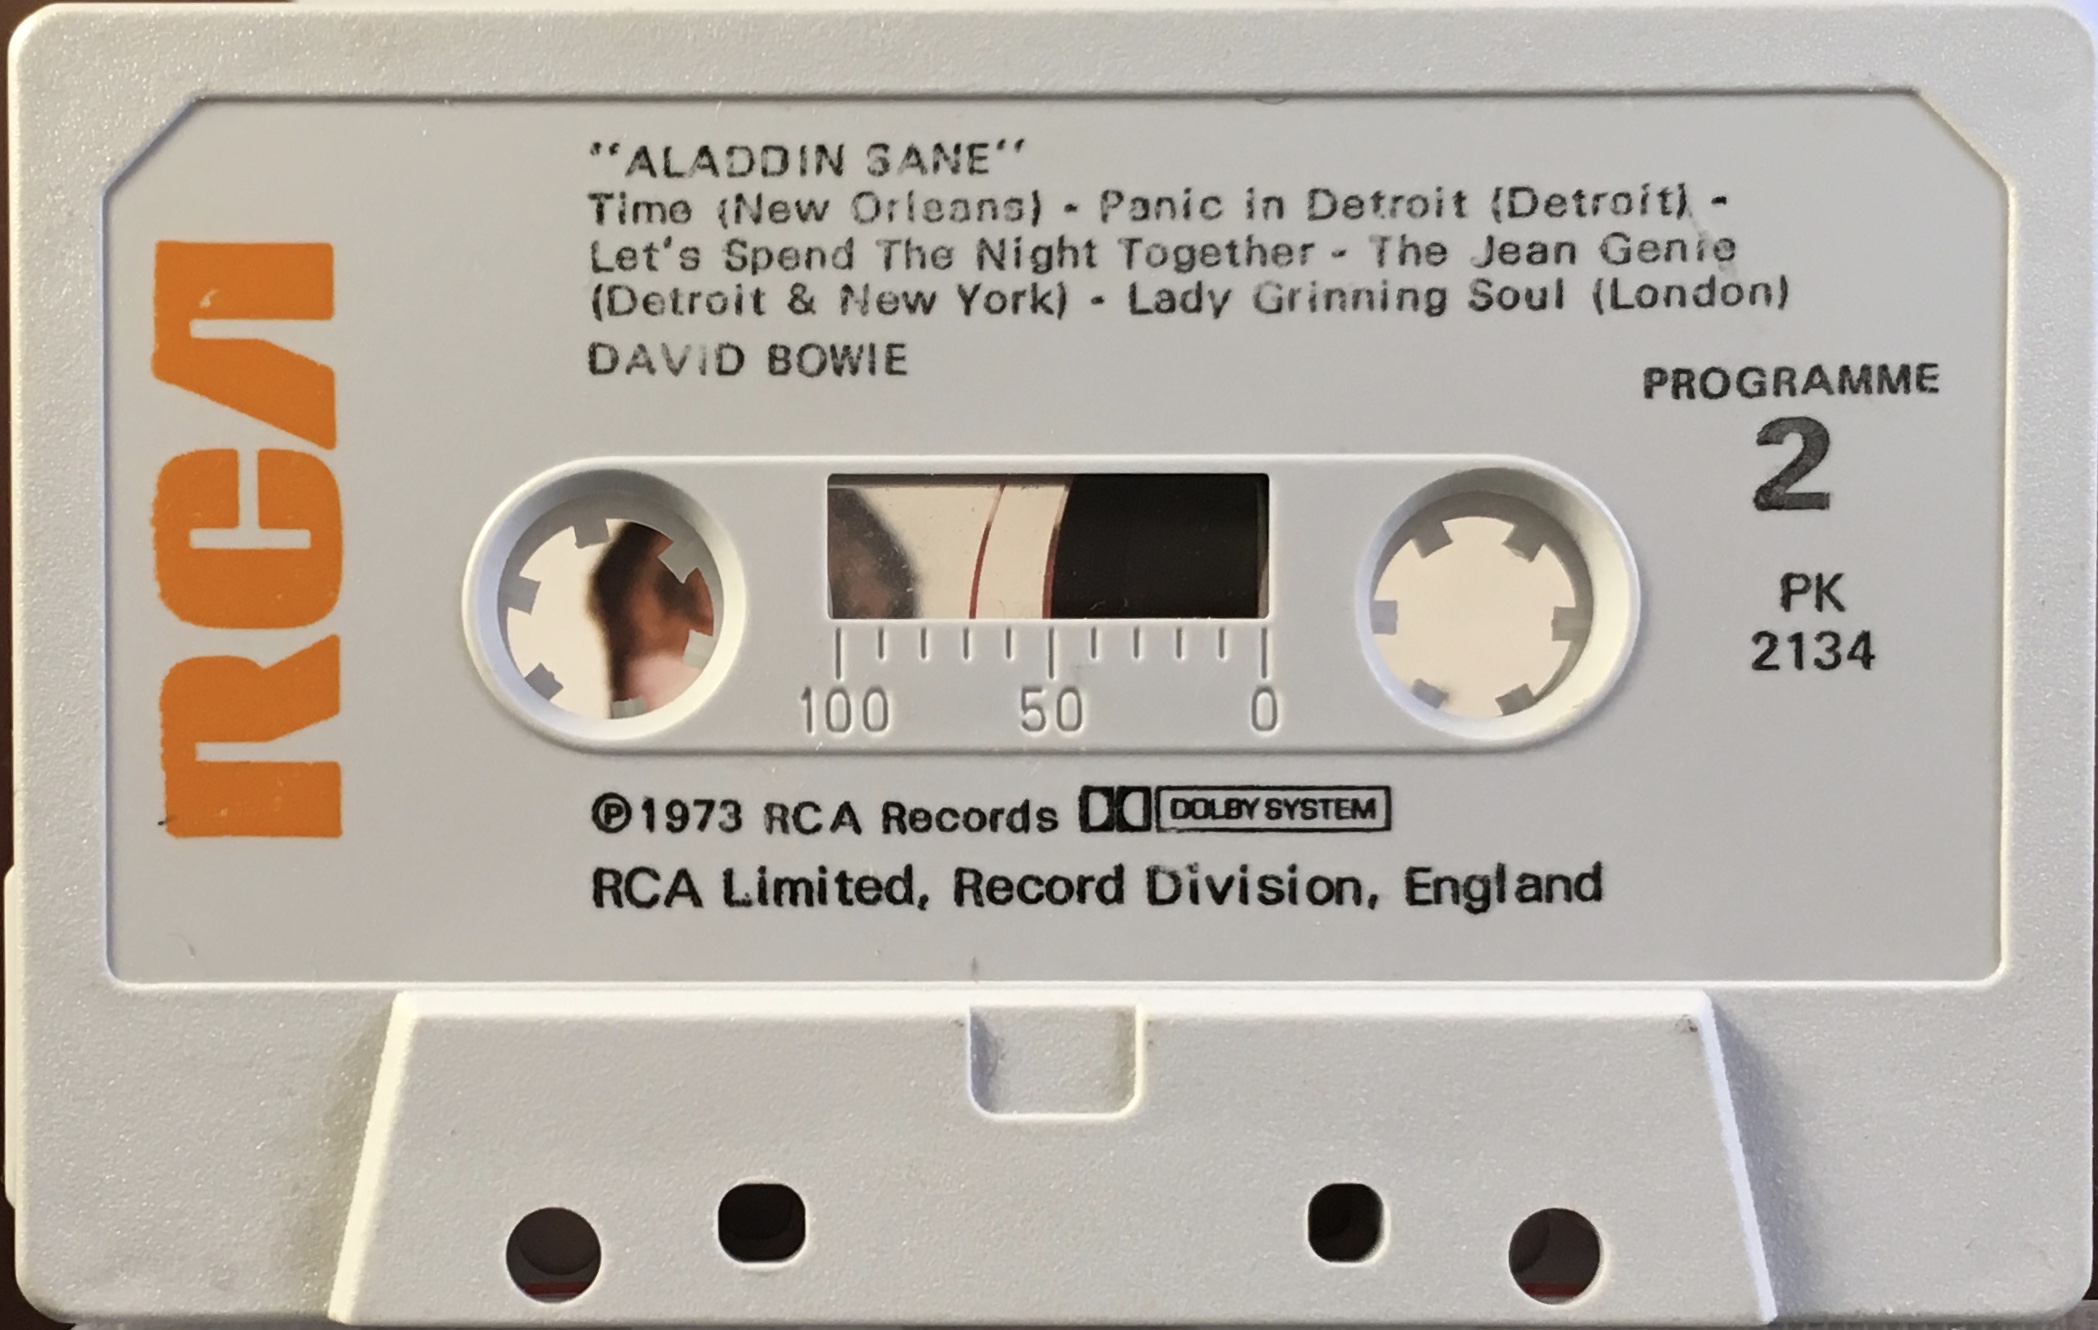 RCA
“ALADDIN SANE“
Time (New Orleans) - Panic in Detroit (Detroit) -
Let's Spend The Night Together - The Jean Genie
(Detroit & New York) - Lady Grinning Soul (London)
DAVID BOWIE
PROGRAMME
2
PK
2134
100 50 0
℗1973 RCA Records DOLBY SYSTEM
RCA Limited, Record Division, England